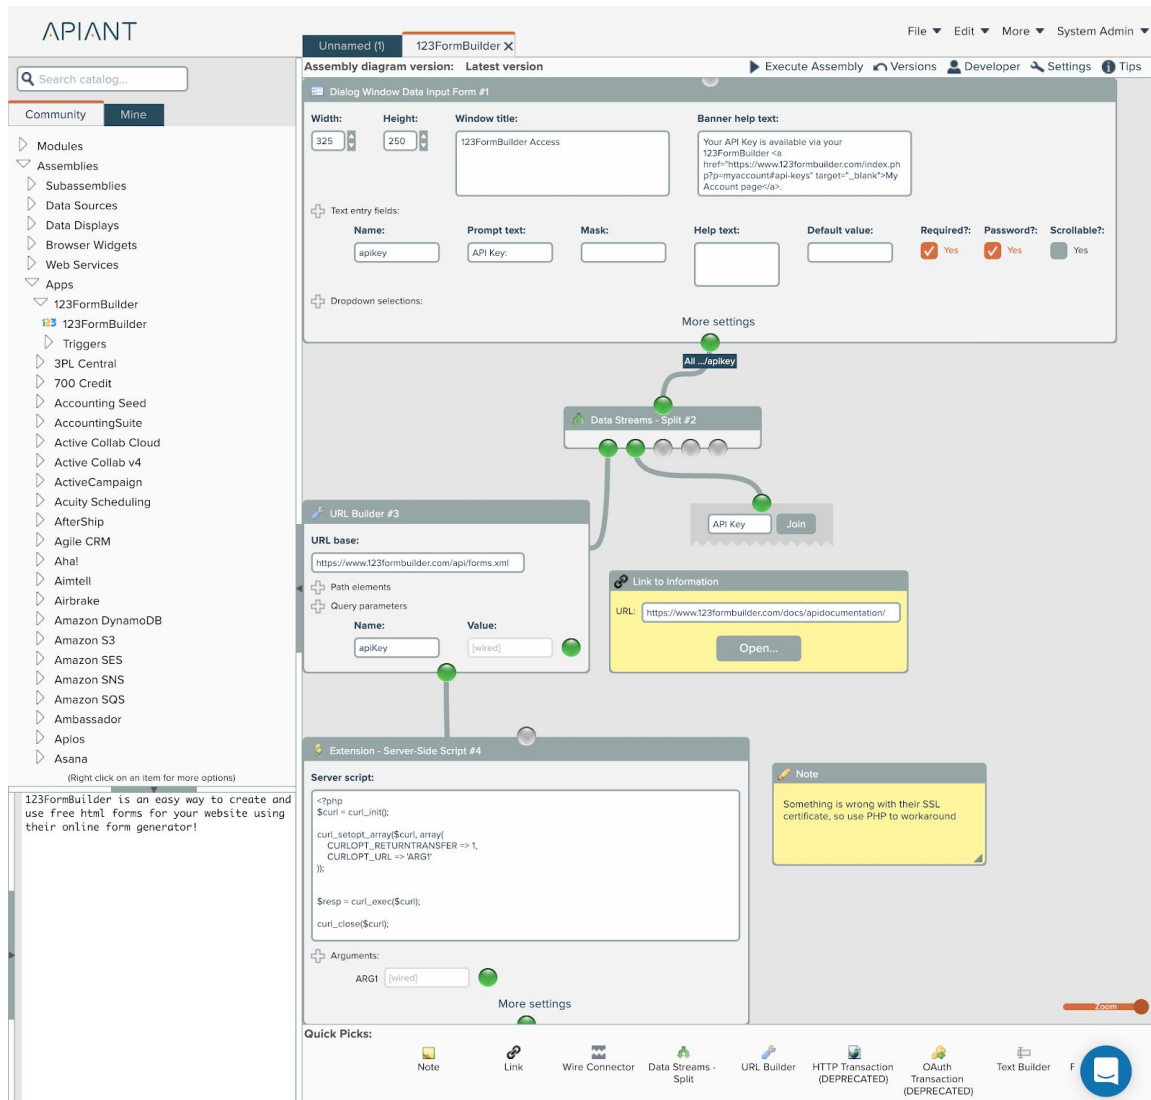 APIANT
File Edit More System Admin
Unnamed (1) 123FormBuilder X
Assembly diagram version: Latest version
Execute Assembly Versions Developer Settings Tips
Search catalog...
Community Mine
Modules
Assemblies
Subassemblies
Data Sources
Data Displays
Browser Widgets
Web Services
Apps
123FormBuilder
123 123FormBuilder
Triggers
3PL Central
700 Credit
Accounting Seed
AccountingSuite
Active Collab Cloud
Active Collab v4
ActiveCampaign
Acuity Scheduling
AfterShip
Agile CRM
Aha!
Aimtell
Airbrake
Amazon DynamoDB
Amazon S3
Amazon SES
Amazon SNS
Amazon SQS
Ambassador
Aplos
Asana
(Right click on an item for more options)
123FormBuilder is an easy way to create and
use free html forms for your website using
their online form generator!
Dialog Window Data Input Form #1
Width: Height: Window title: Banner help text:
325 250 123FormBuilder Access
Your API Key is available via your
123FormBuilder <a
href="https://www.123formbuilder.com/index.ph
p?p=myaccount#api-keys" target="_blank">My
Account page</a>.
Text entry fields:
Name: Prompt text: Mask: Help text: Default value: Required?: Password?: Scrollable?:
apikey API Key: Yes Yes Yes
Dropdown selections:
More settings
All .../apikey
Data Streams - Split #2
API Key Join
URL Builder #3
URL base:
https://www.123formbuilder.com/api/forms.xml
Path elements
Query parameters
Name: Value:
apiKey [wired]
Link to Information
URL: https://www.123formbuilder.com/docs/apidocumentation/
Open...
Extension - Server-Side Script #4
Server script:
<?php
$curl = curl_init();
curl_setopt_array($curl, array(
CURLOPT_RETURNTRANSFER => 1,
CURLOPT_URL => 'ARG1'
));
$resp = curl_exec($curl);
curl_close($curl);
Arguments:
ARG1 [wired]
More settings
Note
Something is wrong with their SSL
certificate, so use PHP to workaround
Zoom
Quick Picks:
Note
Link
Wire Connector
Data Streams -
Split
URL Builder
HTTP Transaction
(DEPRECATED)
OAuth
Transaction
(DEPRECATED)
Text Builder